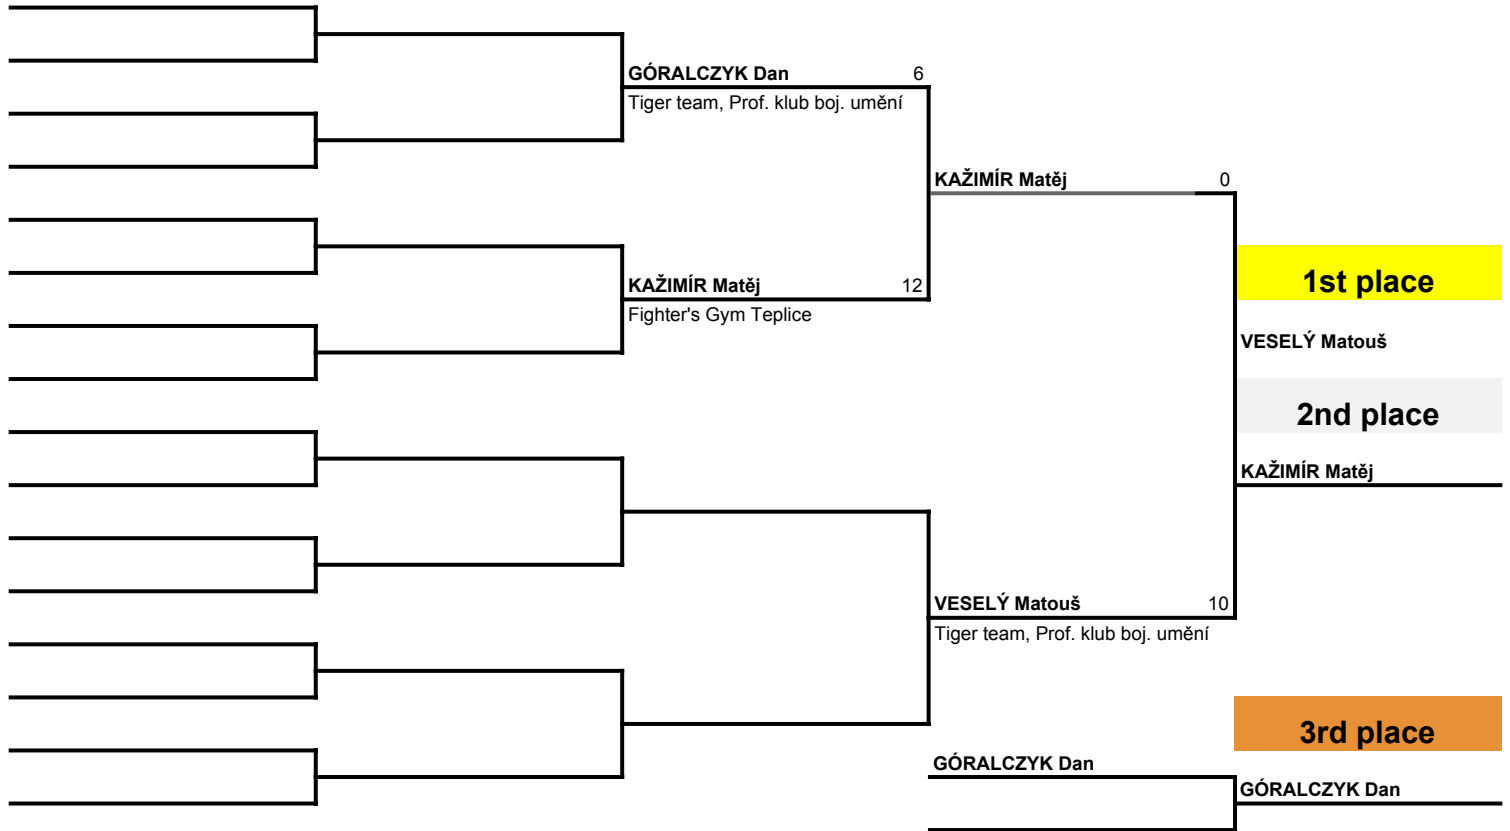 GÓRALCZYK Dan 6
Tiger team, Prof. klub boj. umění
KAŽIMÍR Matěj 0
1st place
KAŽIMÍR Matěj 12
Fighter's Gym Teplice
VESELÝ Matouš
2nd place
KAŽIMÍR Matěj
VESELÝ Matouš 10
Tiger team, Prof. klub boj. umění
3rd place
GÓRALCZYK Dan
GÓRALCZYK Dan